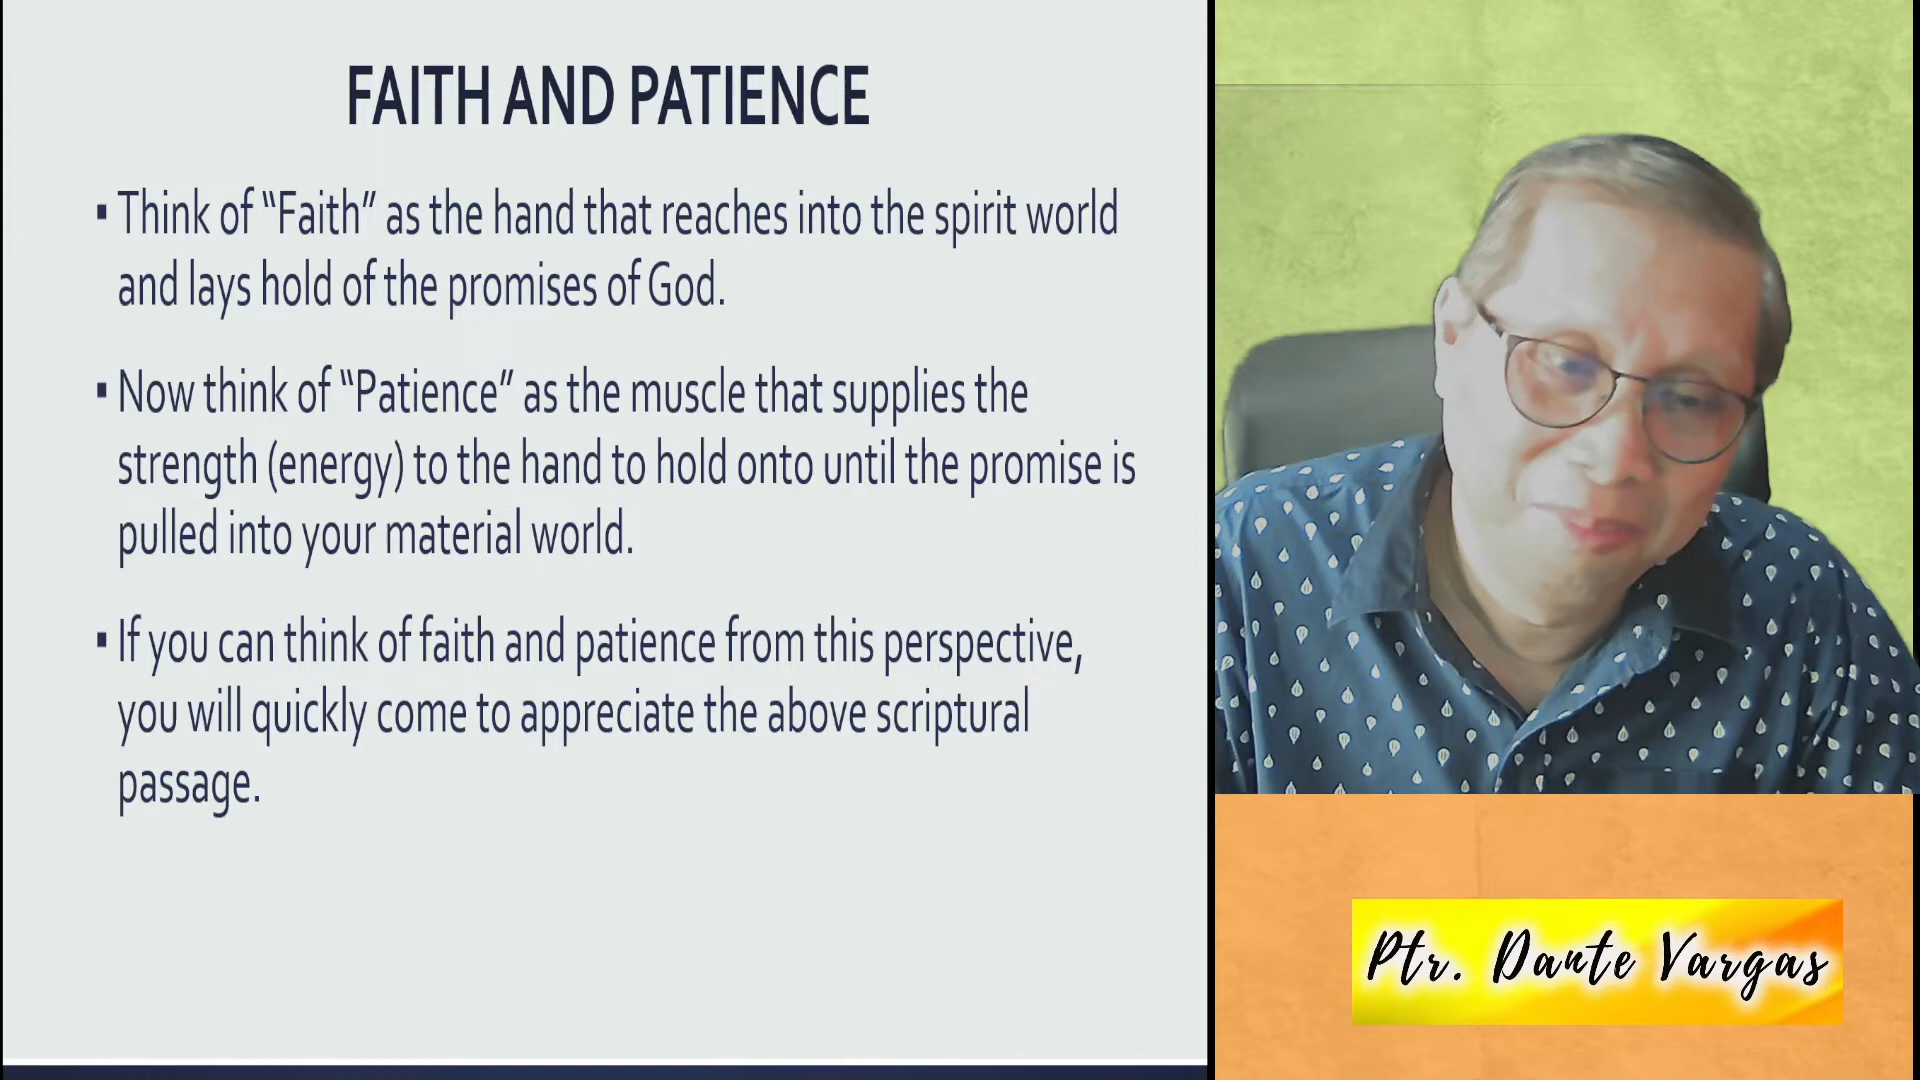 FAITH AND PATIENCE
▪ Think of “Faith” as the hand that reaches into the spirit world
and lays hold of the promises of God.
▪ Now think of “Patience” as the muscle that supplies the
strength (energy) to the hand to hold onto until the promise is
pulled into your material world.
▪ If you can think of faith and patience from this perspective,
you will quickly come to appreciate the above scriptural
passage.
Ptr. Dante Vargas